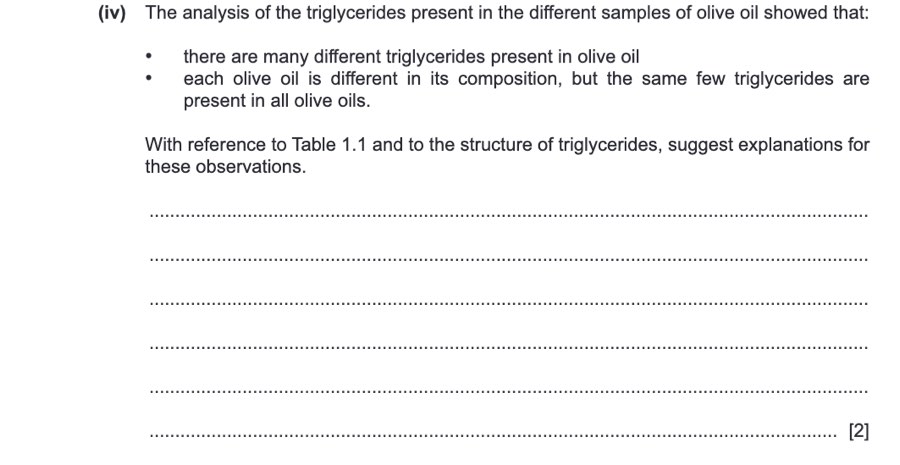 (iv) The analysis of the triglycerides present in the different samples of olive oil showed that:
• there are many different triglycerides present in olive oil
• each olive oil is different in its composition, but the same few triglycerides are
present in all olive oils.
With reference to Table 1.1 and to the structure of triglycerides, suggest explanations for
these observations.
[2]